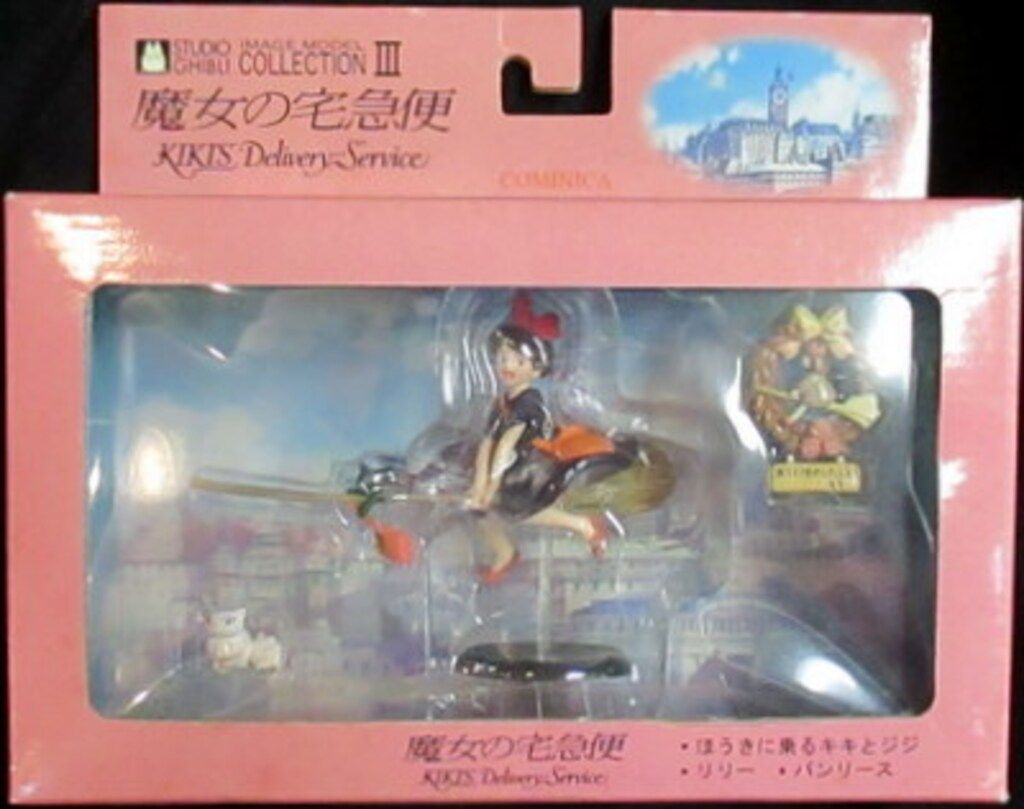 STUDIO GHIBLI IMAGE MODEL COLLECTION III
魔女の宅急便
KIKI'S Delivery Service
COMINICA
魔女の宅急便
KIKI'S Delivery Service
・ほうきに乗るキキとジジ
・リリー ・パンリース